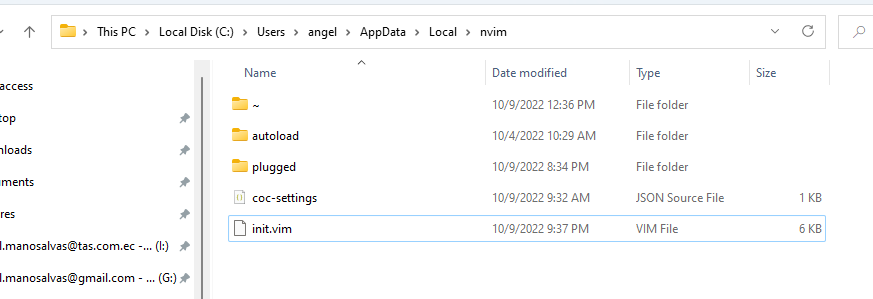 This PC > Local Disk (C:) > Users > angel > AppData > Local > nvim
Name Date modified Type Size
access
~ 10/9/2022 12:36 PM File folder
top
autoload 10/4/2022 10:29 AM File folder
nloads
plugged 10/9/2022 8:34 PM File folder
uments
coc-settings 10/9/2022 9:32 AM JSON Source File 1 KB
res
init.vim 10/9/2022 9:37 PM VIM File 6 KB
l.manosalvas@tas.com.ec -... (I:)
l.manosalvas@gmail.com - ... (G:)